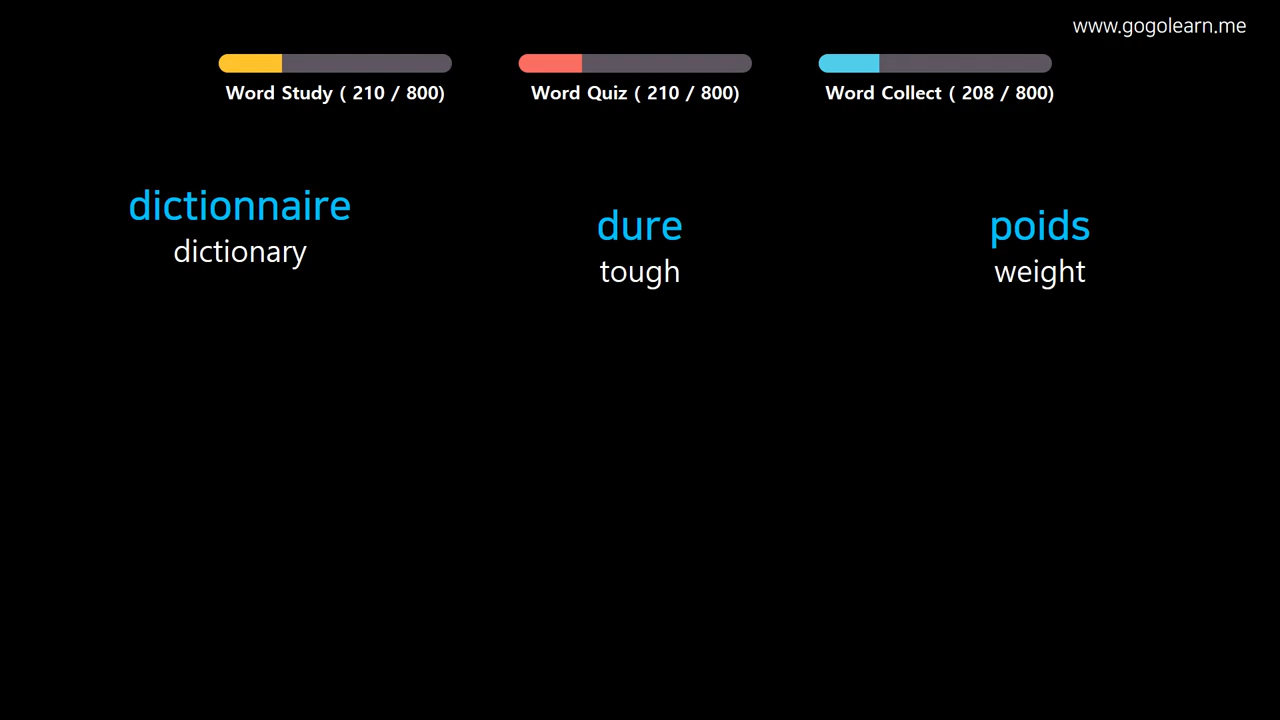 www.gogolearn.me
Word Study ( 210 / 800)
Word Quiz ( 210 / 800)
Word Collect ( 208 / 800)
dictionnaire
dictionary
dure
tough
poids
weight